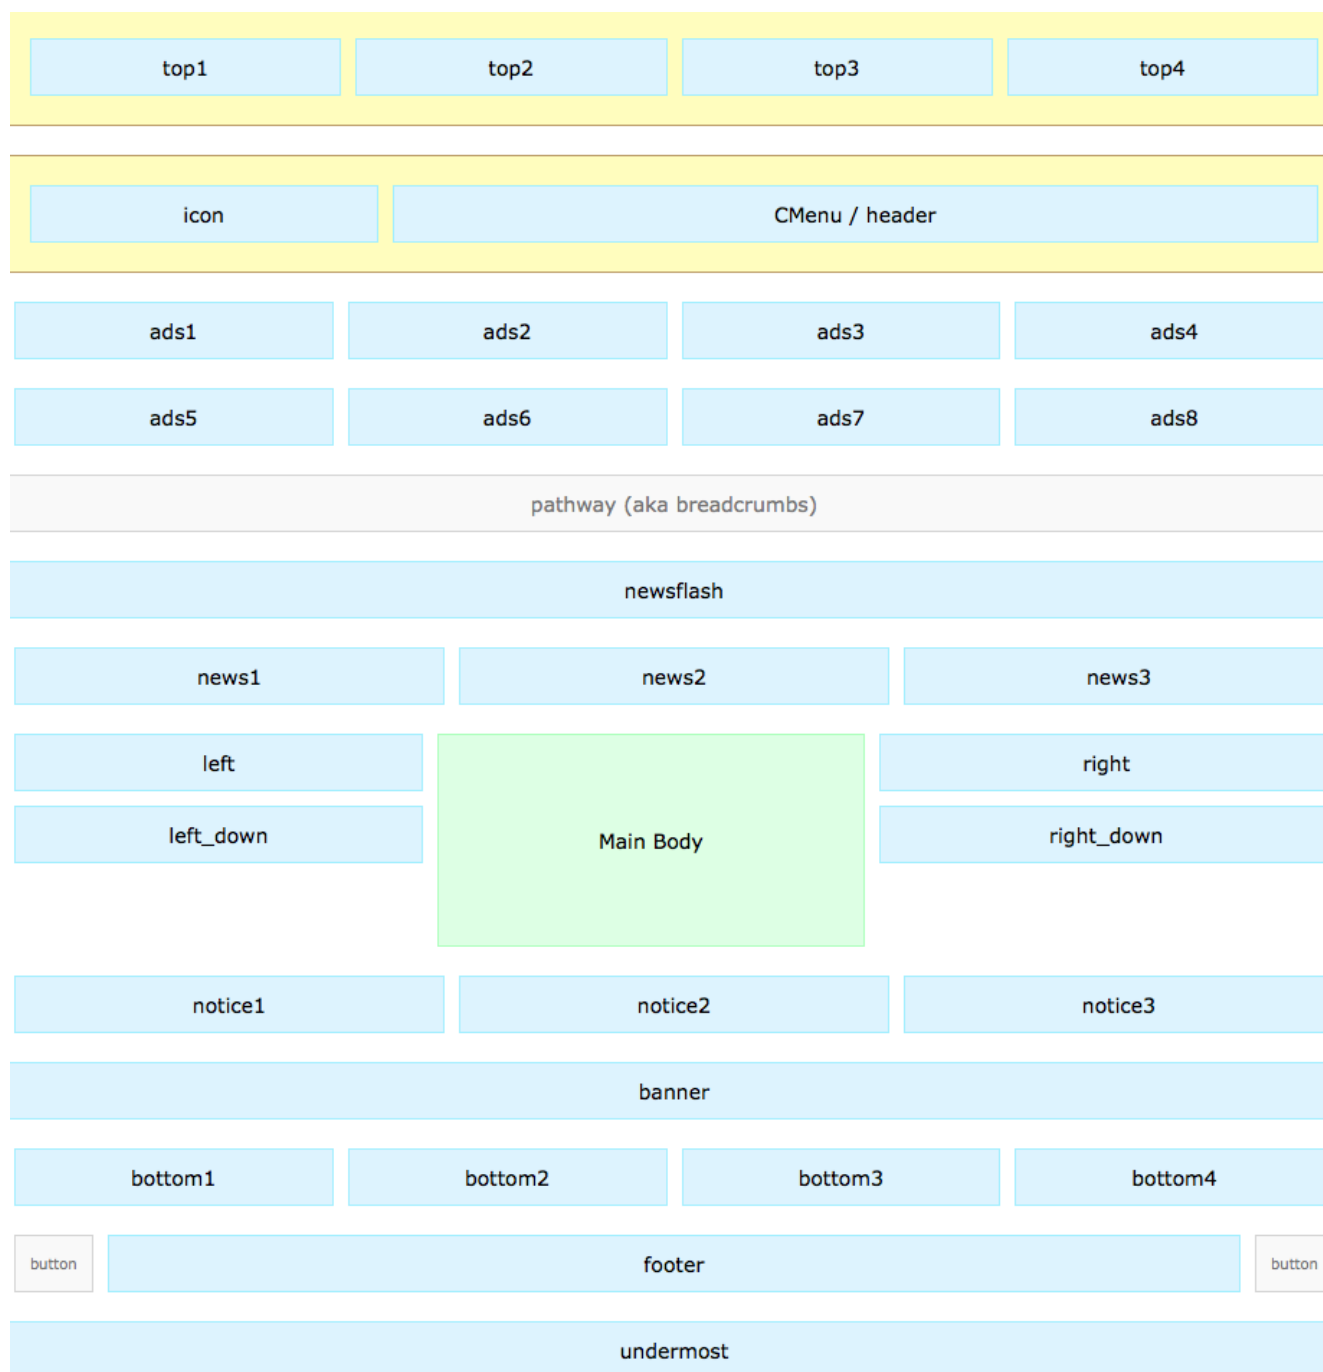 top1 top2 top3 top4
icon CMenu / header
ads1 ads2 ads3 ads4
ads5 ads6 ads7 ads8
pathway (aka breadcrumbs)
newsflash
news1 news2 news3
left right
left_down Main Body right_down
notice1 notice2 notice3
banner
bottom1 bottom2 bottom3 bottom4
button footer button
undermost